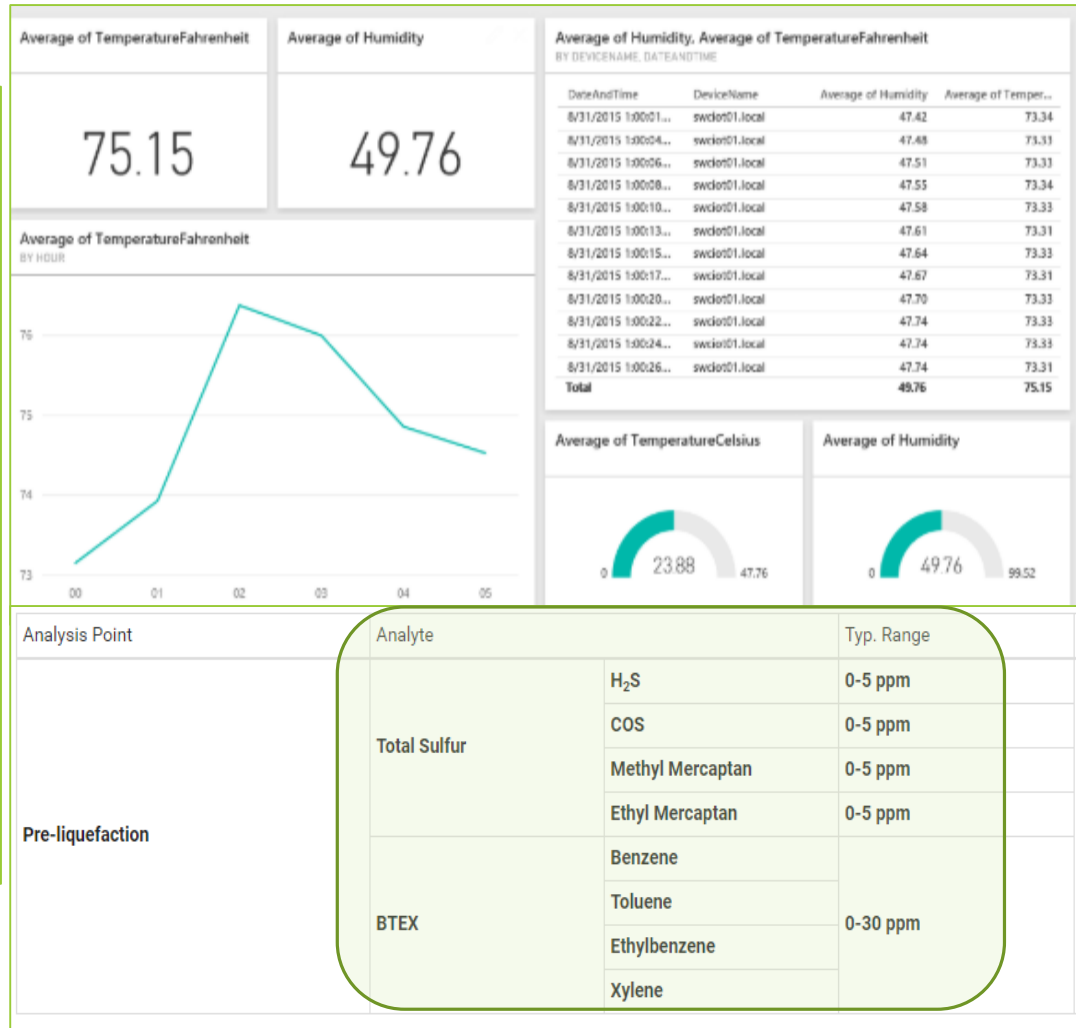 Average of TemperatureFahrenheit
75.15
Average of Humidity
49.76
Average of Humidity, Average of TemperatureFahrenheit
BY DEVICENAME, DATEANDTIME
DateAndTime DeviceName Average of Humidity Average of Temper...
8/31/2015 1:00:01... swciot01.local 47.42 73.34
8/31/2015 1:00:04... swciot01.local 47.48 73.33
8/31/2015 1:00:06... swciot01.local 47.51 73.33
8/31/2015 1:00:08... swciot01.local 47.55 73.34
8/31/2015 1:00:10... swciot01.local 47.58 73.33
8/31/2015 1:00:13... swciot01.local 47.61 73.31
8/31/2015 1:00:15... swciot01.local 47.64 73.33
8/31/2015 1:00:17... swciot01.local 47.67 73.31
8/31/2015 1:00:20... swciot01.local 47.70 73.33
8/31/2015 1:00:22... swciot01.local 47.74 73.33
8/31/2015 1:00:24... swciot01.local 47.74 73.33
8/31/2015 1:00:26... swciot01.local 47.74 73.31
Total 49.76 75.15
Average of TemperatureFahrenheit
BY HOUR
76
75
74
73
00 01 02 03 04 05
Average of TemperatureCelsius
0 23.88 47.76
Average of Humidity
0 49.76 99.52
Analysis Point Analyte Typ. Range
Pre-liquefaction
Total Sulfur
H₂S 0-5 ppm
COS 0-5 ppm
Methyl Mercaptan 0-5 ppm
Ethyl Mercaptan 0-5 ppm
BTEX
Benzene
Toluene
Ethylbenzene
Xylene
0-30 ppm